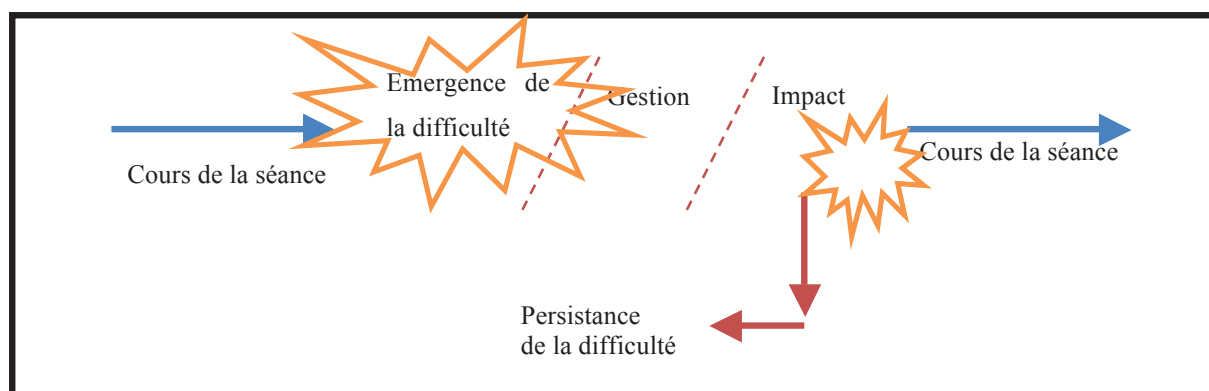 Emergence de
la difficulté
Gestion
Impact
Cours de la séance
Cours de la séance
Persistance
de la difficulté